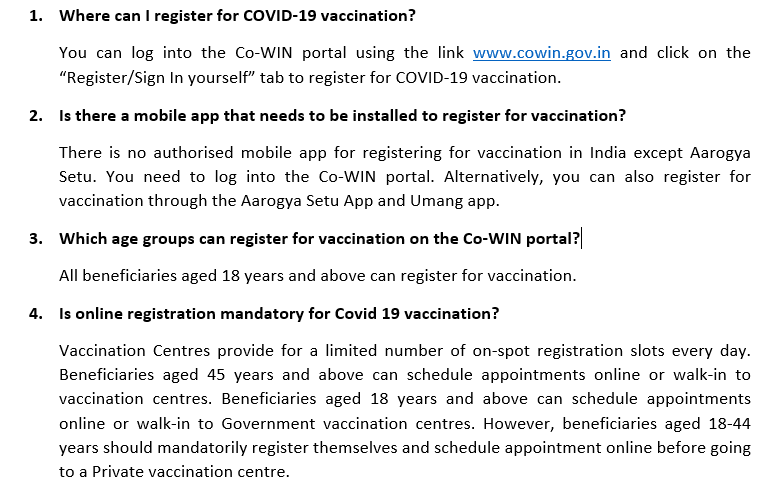 1. Where can I register for COVID-19 vaccination?
You can log into the Co-WIN portal using the link www.cowin.gov.in and click on the
“Register/Sign In yourself” tab to register for COVID-19 vaccination.
2. Is there a mobile app that needs to be installed to register for vaccination?
There is no authorised mobile app for registering for vaccination in India except Aarogya
Setu. You need to log into the Co-WIN portal. Alternatively, you can also register for
vaccination through the Aarogya Setu App and Umang app.
3. Which age groups can register for vaccination on the Co-WIN portal?
All beneficiaries aged 18 years and above can register for vaccination.
4. Is online registration mandatory for Covid 19 vaccination?
Vaccination Centres provide for a limited number of on-spot registration slots every day.
Beneficiaries aged 45 years and above can schedule appointments online or walk-in to
vaccination centres. Beneficiaries aged 18 years and above can schedule appointments
online or walk-in to Government vaccination centres. However, beneficiaries aged 18-44
years should mandatorily register themselves and schedule appointment online before going
to a Private vaccination centre.